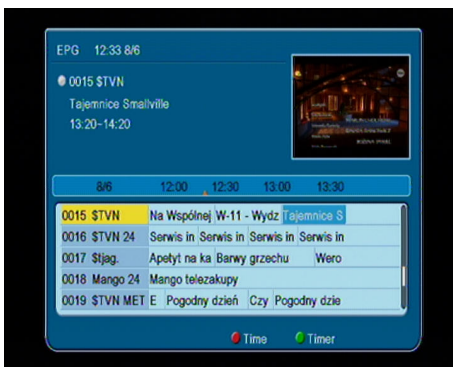 EPG 12:33 8/6
0015 $TVN
Tajemnice Smallville
13:20~14:20
8/6 12:00 12:30 13:00 13:30
0015 $TVN Na Wspólnej W-11 - Wydz Tajemnice S
0016 $TVN 24 Serwis in Serwis in Serwis in Serwis in
0017 $tjag. Apetyt na ka Barwy grzechu Wero
0018 Mango 24 Mango telezakupy
0019 $TVN MET E Pogodny dzień Czy Pogodny dzie
Time Timer